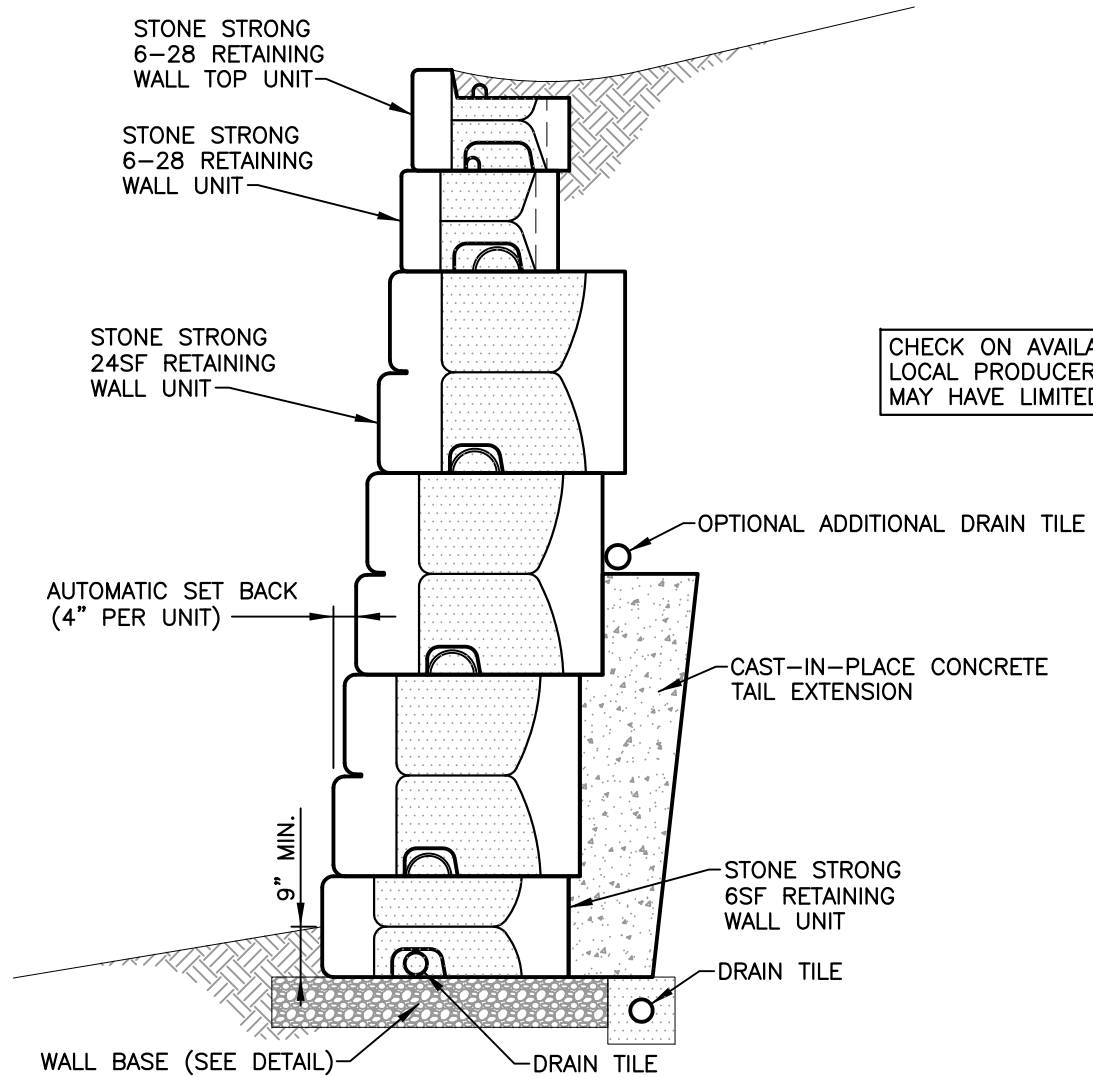 STONE STRONG
6–28 RETAINING
WALL TOP UNIT
STONE STRONG
6–28 RETAINING
WALL UNIT
STONE STRONG
24SF RETAINING
WALL UNIT
CHECK ON
LOCAL
MAY HAVE
OPTIONAL ADDITIONAL DRAIN TILE
AUTOMATIC SET BACK
(4" PER UNIT)
CAST–IN–PLACE CONCRETE
TAIL EXTENSION
9" MIN.
STONE STRONG
6SF RETAINING
WALL UNIT
DRAIN TILE
WALL BASE (SEE DETAIL)
DRAIN TILE